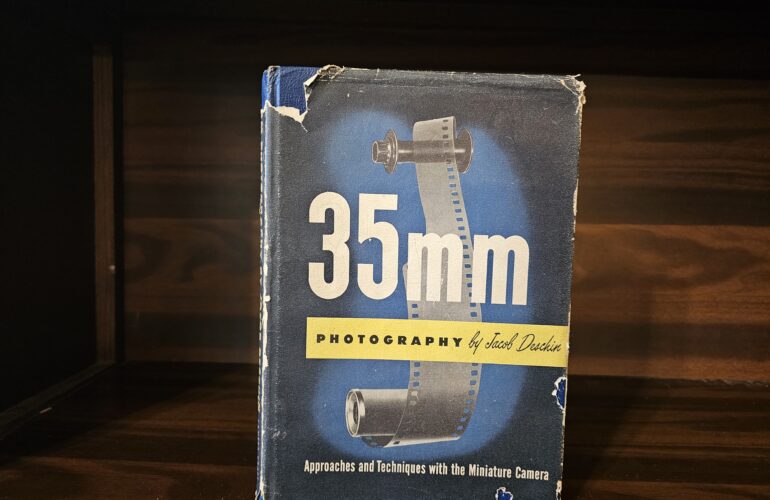 35mm
PHOTOGRAPHY by Jacob Deschin
Approaches and Techniques with the Miniature Camera